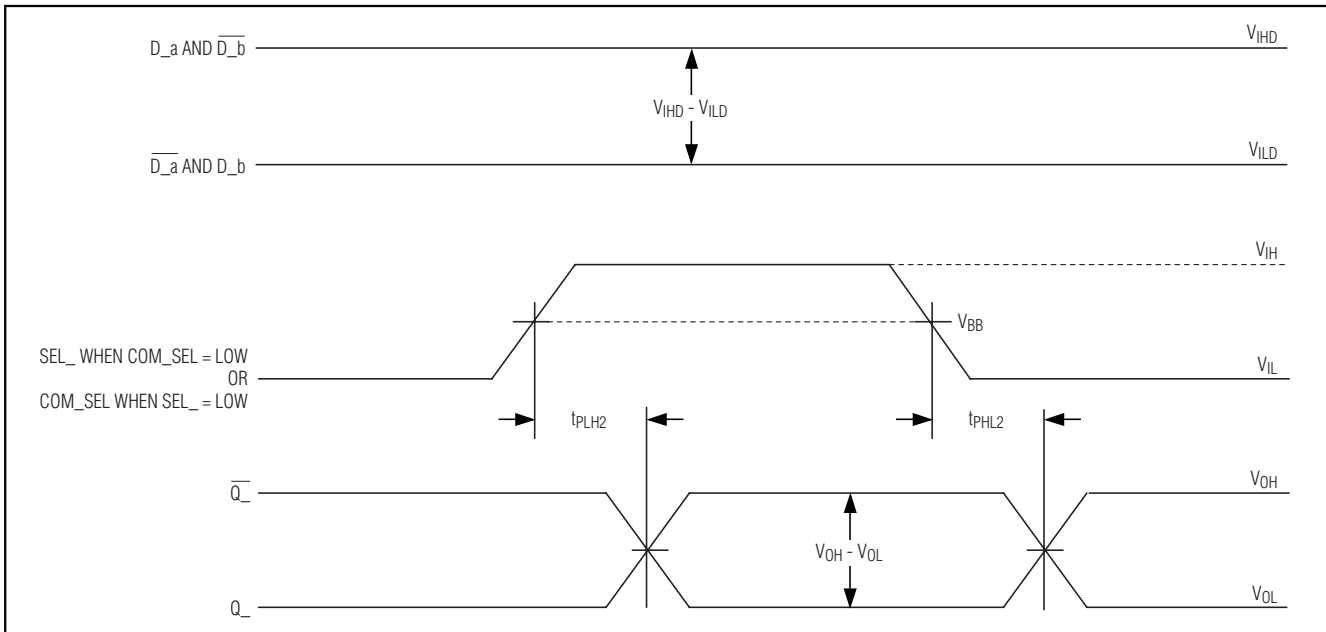 D_a AND D̅_̅b̅
V_IHD
V_IHD - V_ILD
D̅_̅a̅ AND D_b
V_ILD
V_IH
V_BB
SEL_ WHEN COM_SEL = LOW
OR
COM_SEL WHEN SEL_ = LOW
V_IL
t_PLH2
t_PHL2
Q̅_̅
V_OH
V_OH - V_OL
Q_
V_OL